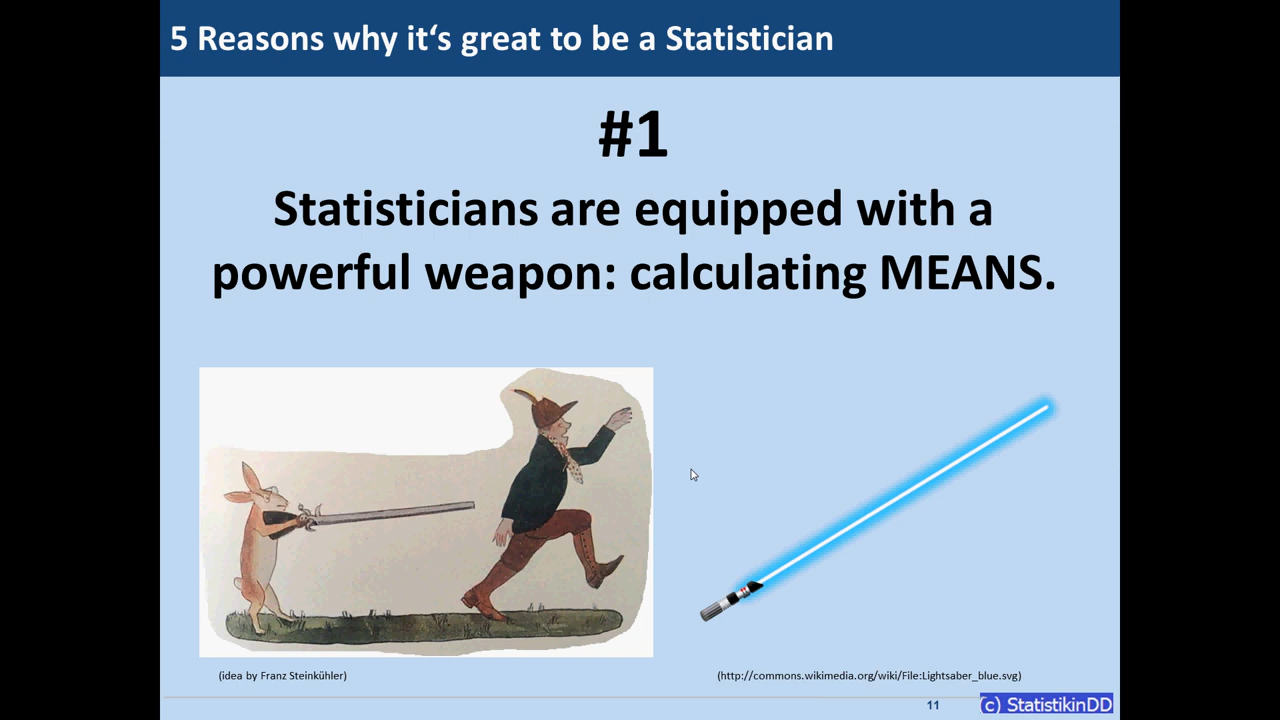 5 Reasons why it‘s great to be a Statistician
#1
Statisticians are equipped with a
powerful weapon: calculating MEANS.
(idea by Franz Steinkühler)
(http://commons.wikimedia.org/wiki/File:Lightsaber_blue.svg)
11
(c) StatistikinDD